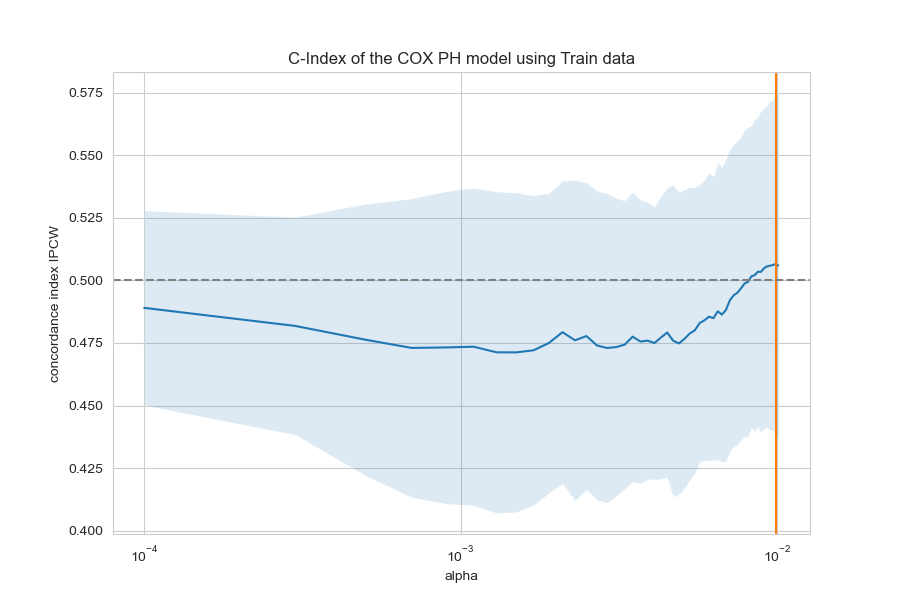 C-Index of the COX PH model using Train data
concordance index IPCW
0.575
0.550
0.525
0.500
0.475
0.450
0.425
0.400
10⁻⁴ 10⁻³ 10⁻²
alpha